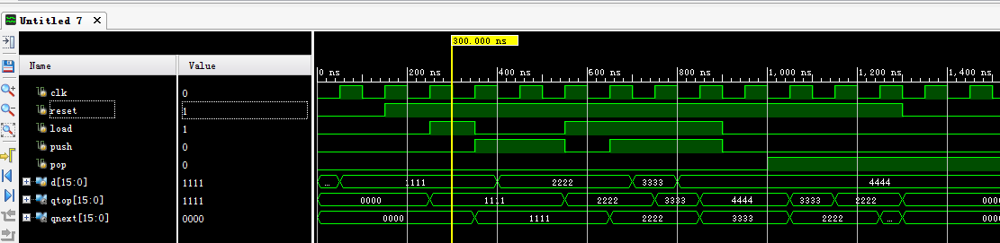 Untitled 7
300.000 ns
Name Value
0 ns 200 ns 400 ns 600 ns 800 ns 1,000 ns 1,200 ns 1,400
clk 0
reset 1
load 1
push 0
pop 0
d[15:0] 1111 ... 1111 2222 3333 4444
qtop[15:0] 1111 0000 1111 2222 3333 4444 3333 2222 000
qnext[15:0] 0000 0000 1111 2222 3333 2222 ... 000